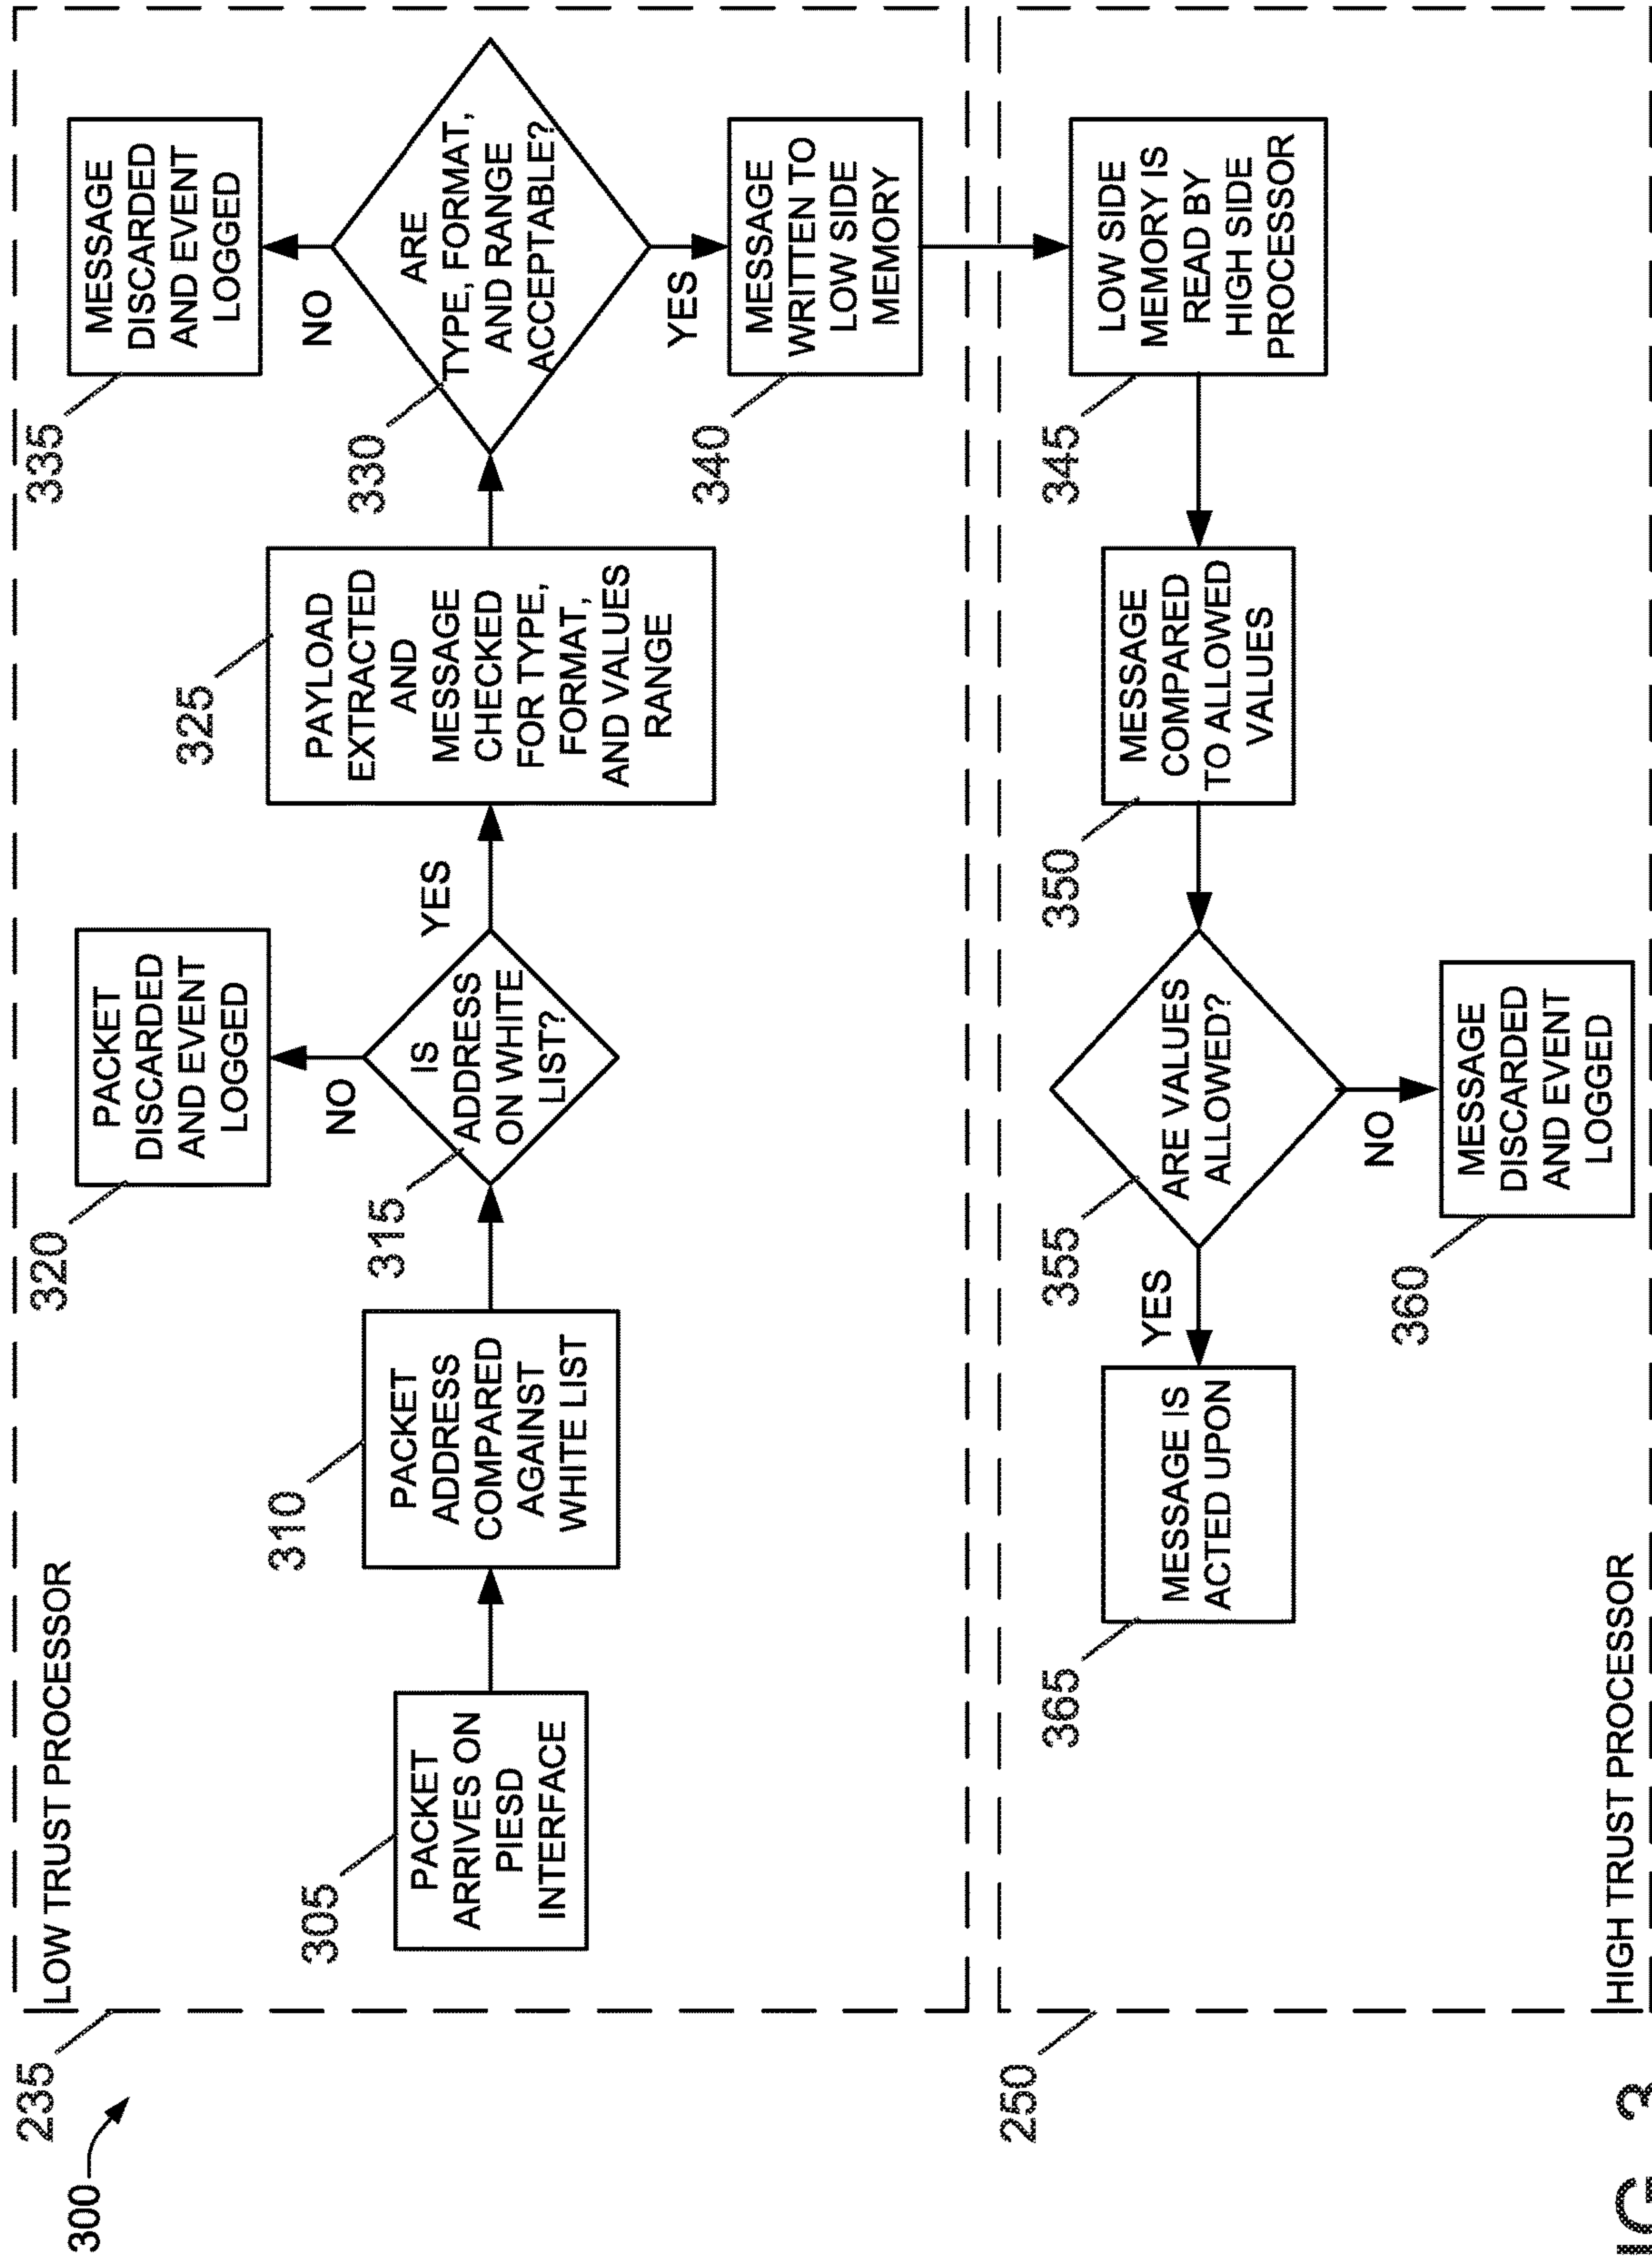 300
235
LOW TRUST PROCESSOR
305
PACKET
ARRIVES ON
PIESD
INTERFACE
310
PACKET
ADDRESS
COMPARED
AGAINST
WHITE LIST
315
IS
ADDRESS
ON WHITE
LIST?
NO
320
PACKET
DISCARDED
AND EVENT
LOGGED
YES
325
PAYLOAD
EXTRACTED
AND
MESSAGE
CHECKED
FOR TYPE,
FORMAT,
AND VALUES
RANGE
330
ARE
TYPE, FORMAT,
AND RANGE
ACCEPTABLE?
NO
335
MESSAGE
DISCARDED
AND EVENT
LOGGED
YES
340
MESSAGE
WRITTEN TO
LOW SIDE
MEMORY
250
345
LOW SIDE
MEMORY IS
READ BY
HIGH SIDE
PROCESSOR
350
MESSAGE
COMPARED
TO ALLOWED
VALUES
355
ARE VALUES
ALLOWED?
NO
360
MESSAGE
DISCARDED
AND EVENT
LOGGED
YES
365
MESSAGE IS
ACTED UPON
HIGH TRUST PROCESSOR
IG. 3